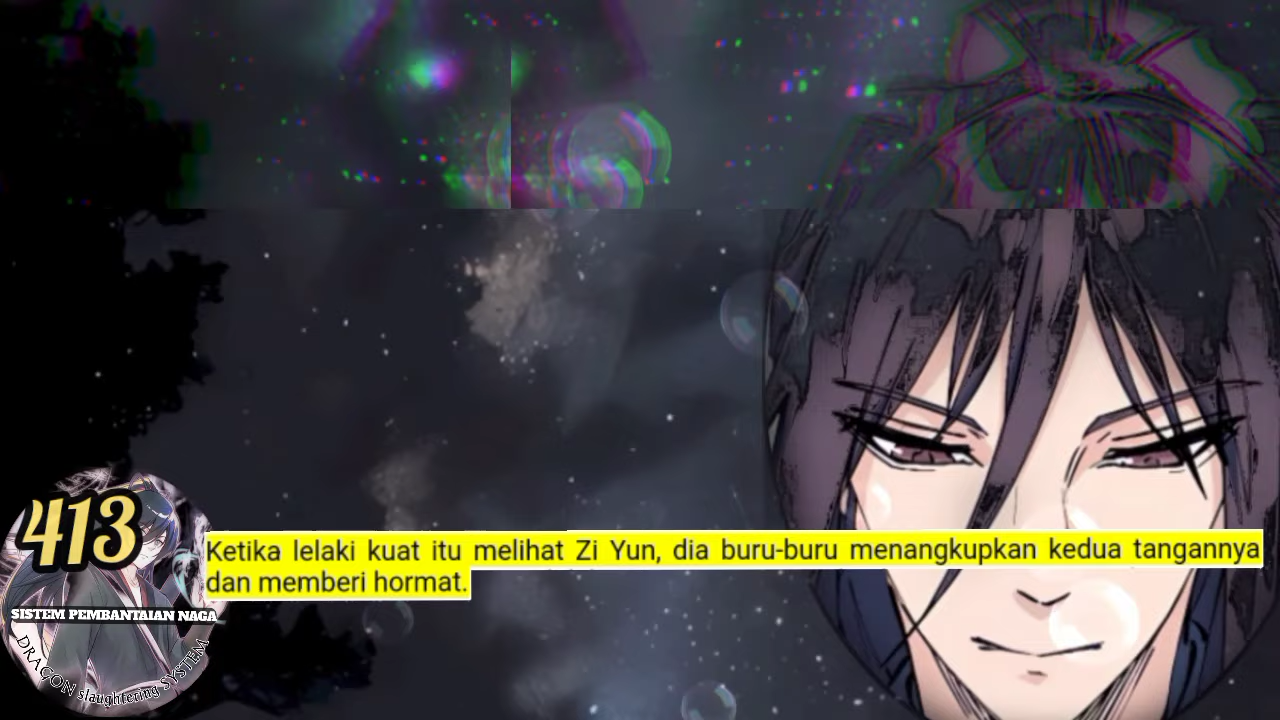 413
SISTEM PEMBANTAIAN NAGA
DRAGON slaughtering SYSTEM
Ketika lelaki kuat itu melihat Zi Yun, dia buru-buru menangkupkan kedua tangannya
dan memberi hormat.